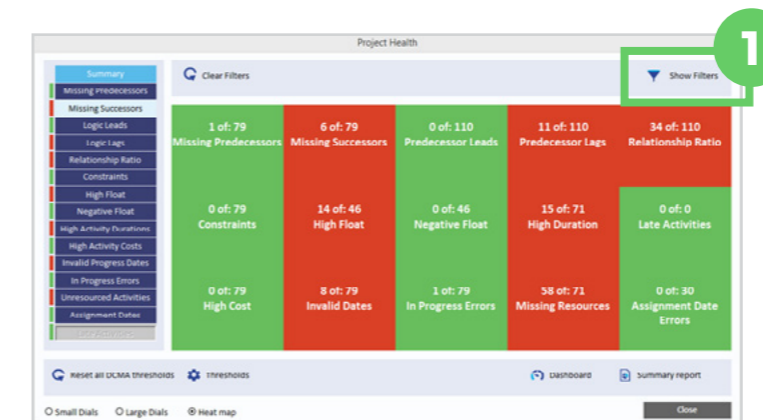 Project Health
1
Summary
Missing Predecessors
Missing Successors
Logic Leads
Logic Lags
Relationship Ratio
Constraints
High Float
Negative Float
High Activity Durations
High Activity Costs
Invalid Progress Dates
In Progress Errors
Unresourced Activities
Assignment Dates
Late Activities
Clear Filters
Show Filters
1 of: 79
Missing Predecessors
6 of: 79
Missing Successors
0 of: 110
Predecessor Leads
11 of: 110
Predecessor Lags
34 of: 110
Relationship Ratio
0 of: 79
Constraints
14 of: 46
High Float
0 of: 46
Negative Float
15 of: 71
High Duration
0 of: 0
Late Activities
0 of: 79
High Cost
8 of: 79
Invalid Dates
1 of: 79
In Progress Errors
58 of: 71
Missing Resources
0 of: 30
Assignment Date
Errors
Reset all DCMA thresholds
Thresholds
Dashboard
Summary report
Small Dials
Large Dials
Heat map
Close